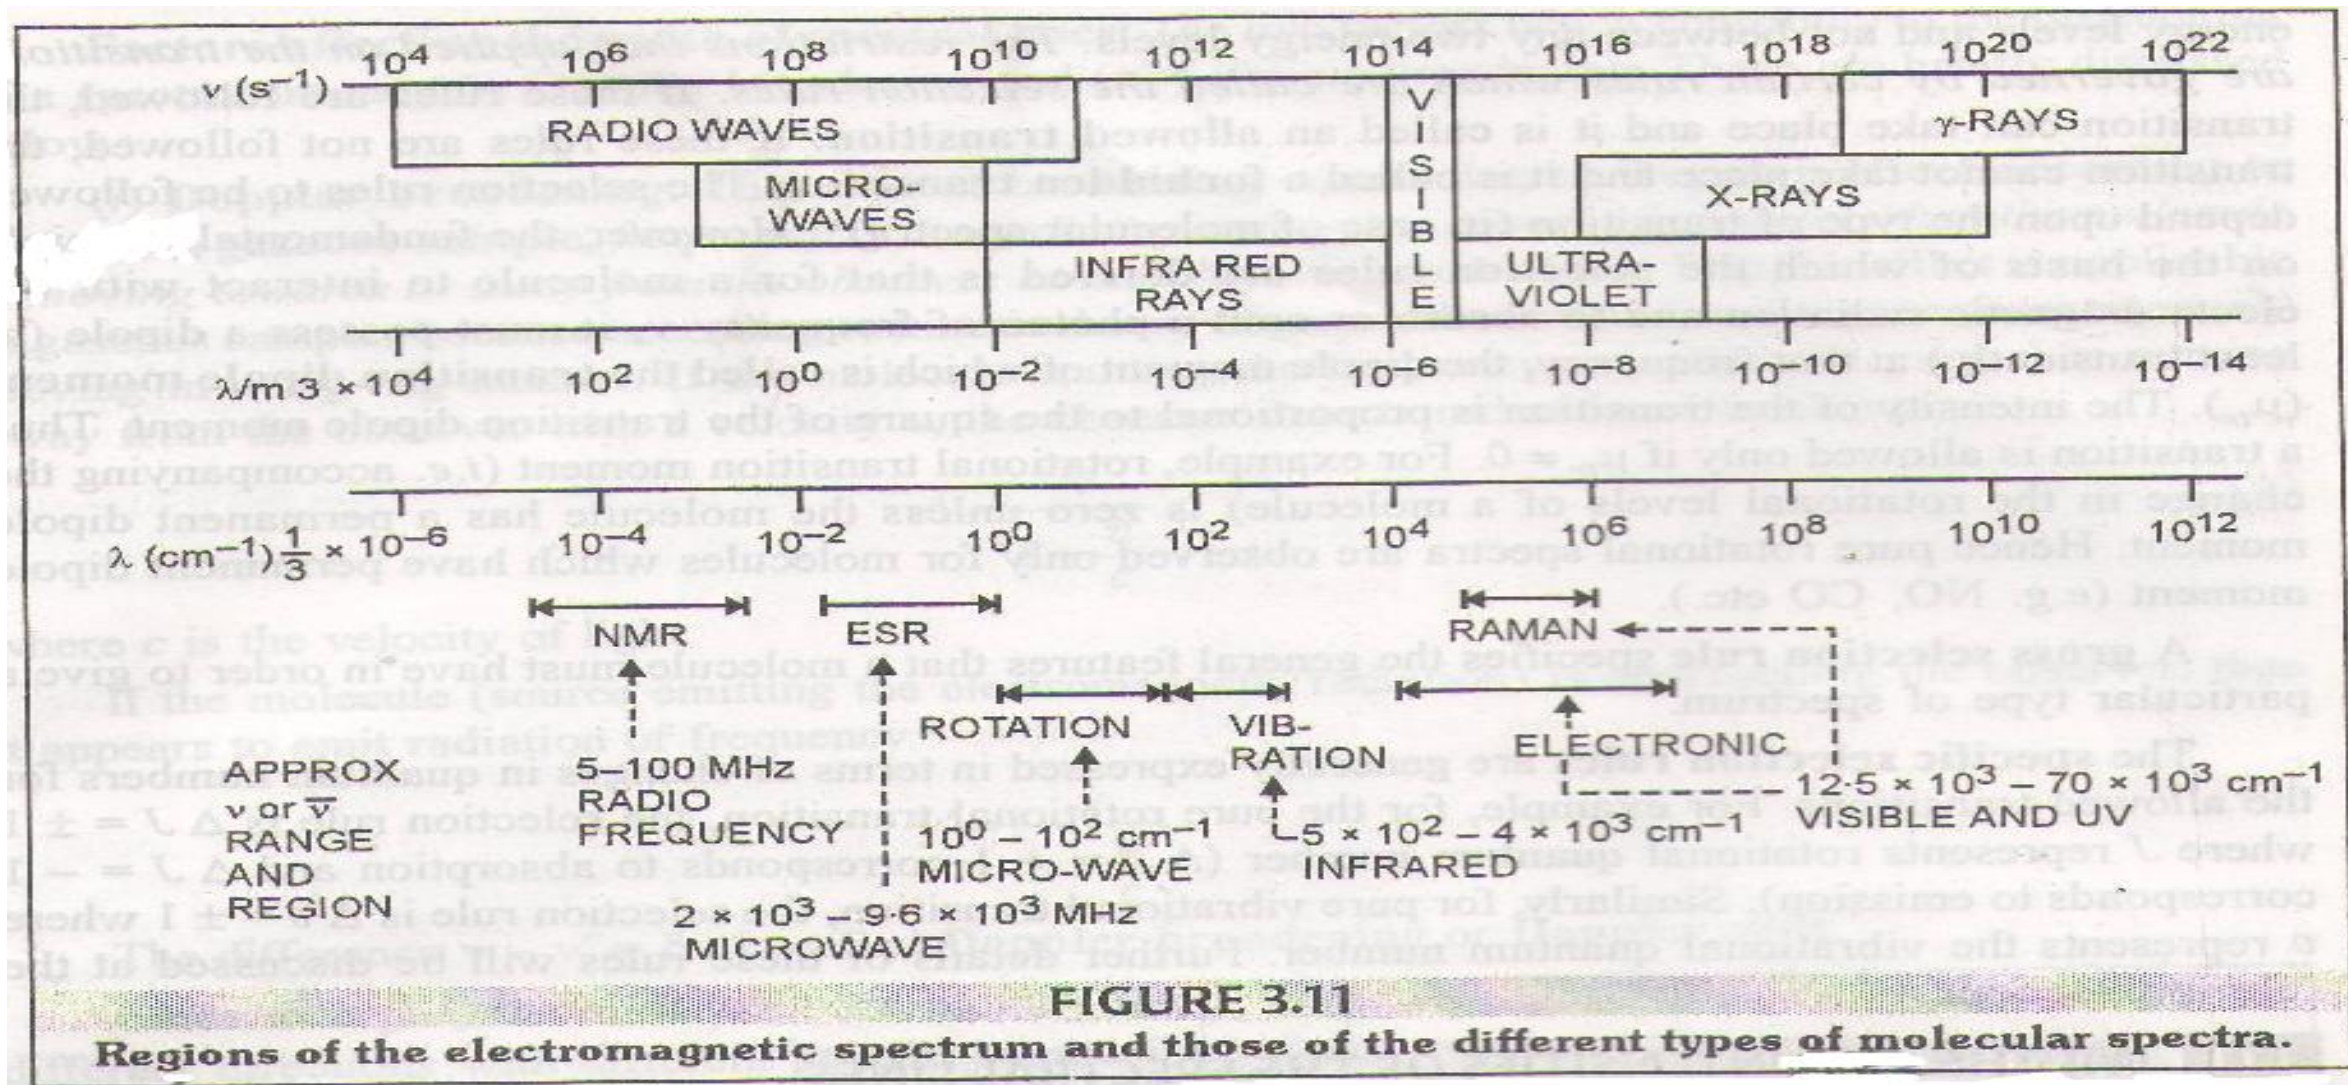 ν (s⁻¹) 10⁴ 10⁶ 10⁸ 10¹⁰ 10¹² 10¹⁴ 10¹⁶ 10¹⁸ 10²⁰ 10²²
RADIO WAVES
MICRO-
WAVES
INFRA RED
RAYS
VISIBLE
ULTRA-
VIOLET
X-RAYS
γ-RAYS
λ/m 3 × 10⁴ 10² 10⁰ 10⁻² 10⁻⁴ 10⁻⁶ 10⁻⁸ 10⁻¹⁰ 10⁻¹² 10⁻¹⁴
λ (cm⁻¹) 1/3 × 10⁻⁶ 10⁻⁴ 10⁻² 10⁰ 10² 10⁴ 10⁶ 10⁸ 10¹⁰ 10¹²
NMR
ESR
RAMAN
ROTATION
VIB-
RATION
ELECTRONIC
APPROX
ν or ν̅
RANGE
AND
REGION
5–100 MHz
RADIO
FREQUENCY
2 × 10³ – 9·6 × 10³ MHz
MICROWAVE
10⁰ – 10² cm⁻¹
MICRO-WAVE
5 × 10² – 4 × 10³ cm⁻¹
INFRARED
12·5 × 10³ – 70 × 10³ cm⁻¹
VISIBLE AND UV
FIGURE 3.11
Regions of the electromagnetic spectrum and those of the different types of molecular spectra.